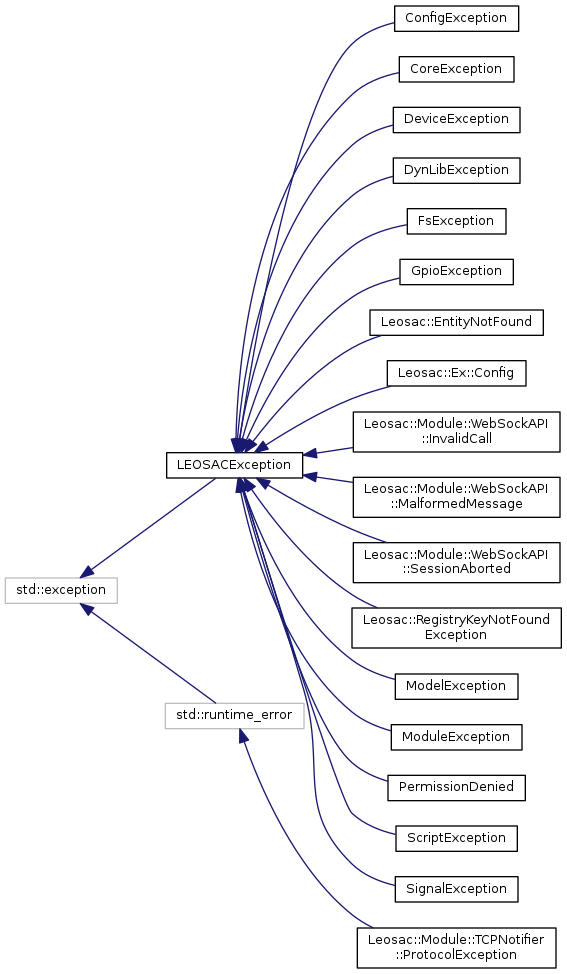 ConfigException
CoreException
DeviceException
DynLibException
FsException
GpioException
Leosac::EntityNotFound
Leosac::Ex::Config
Leosac::Module::WebSockAPI
::InvalidCall
LEOSACException
Leosac::Module::WebSockAPI
::MalformedMessage
Leosac::Module::WebSockAPI
::SessionAborted
std::exception
Leosac::RegistryKeyNotFound
Exception
ModelException
std::runtime_error
ModuleException
PermissionDenied
ScriptException
SignalException
Leosac::Module::TCPNotifier
::ProtocolException